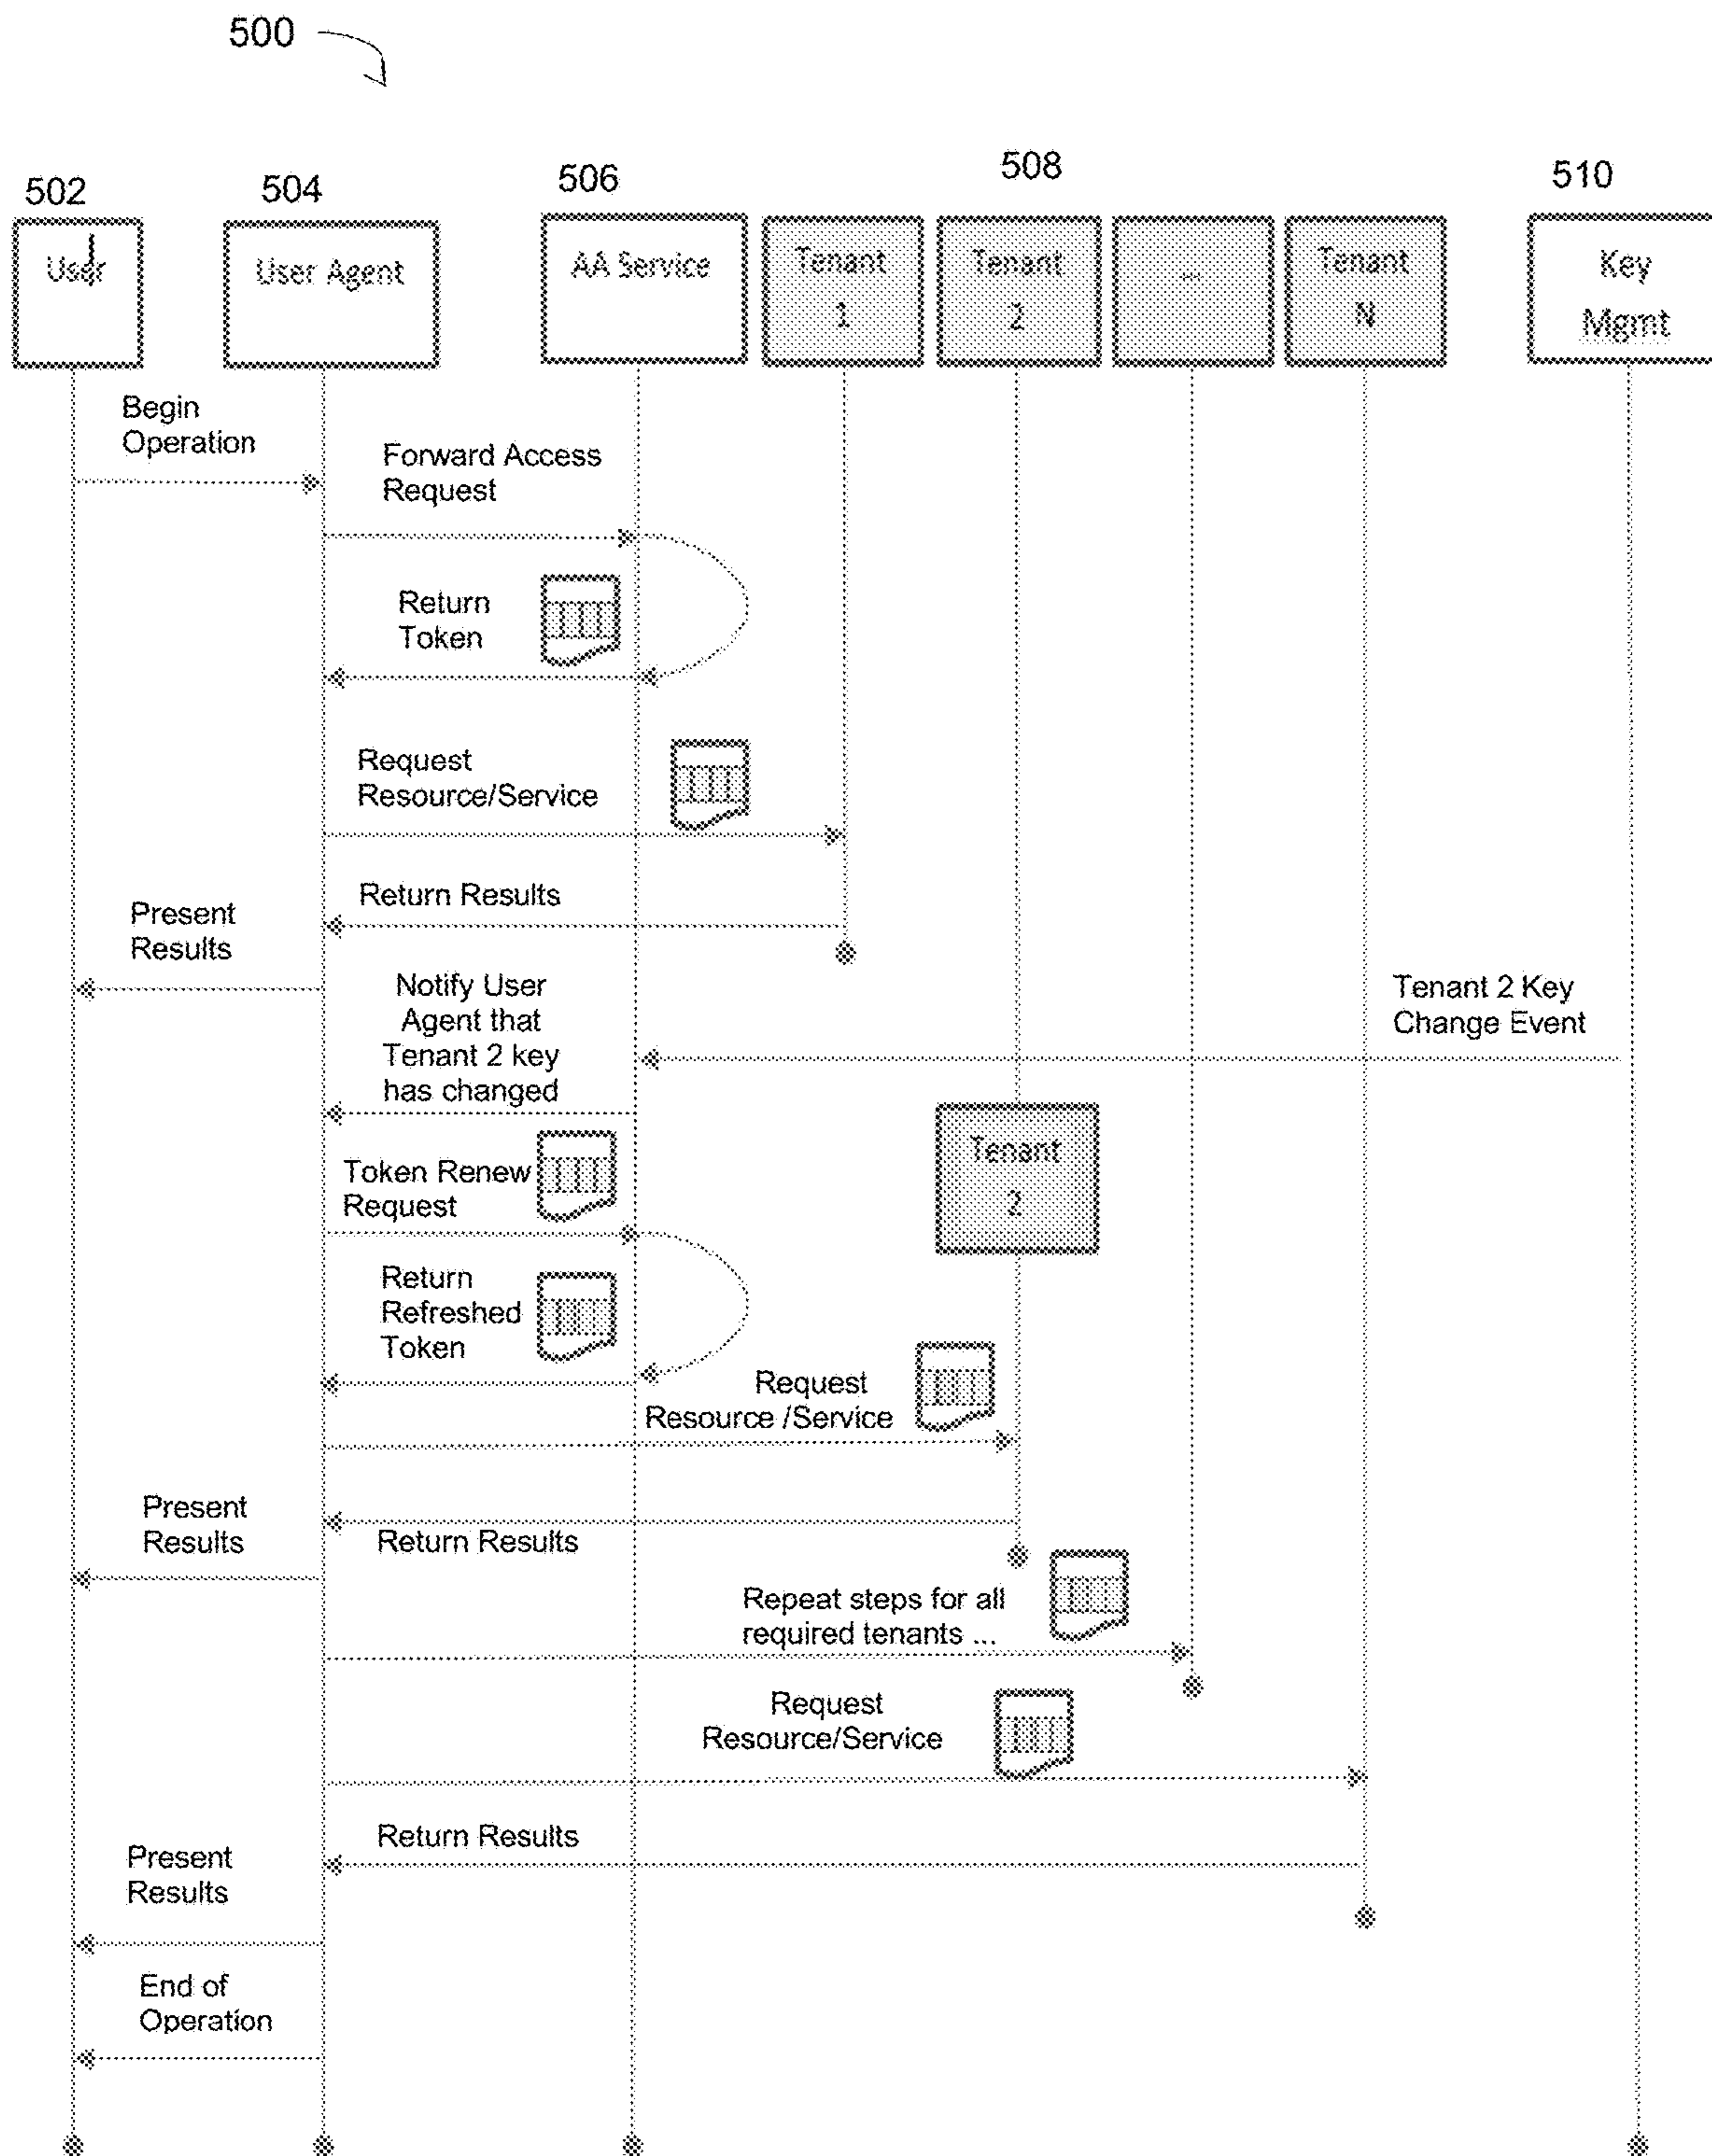 500
502
504
506
508
510
User
User Agent
AA Service
Tenant
1
Tenant
2
...
Tenant
N
Key
Mgmt
Begin
Operation
Forward Access
Request
Return
Token
Request
Resource/Service
Return Results
Present
Results
Notify User
Agent that
Tenant 2 key
has changed
Tenant 2 Key
Change Event
Tenant
2
Token Renew
Request
Return
Refreshed
Token
Request
Resource /Service
Present
Results
Return Results
Repeat steps for all
required tenants ...
Request
Resource/Service
Return Results
Present
Results
End of
Operation